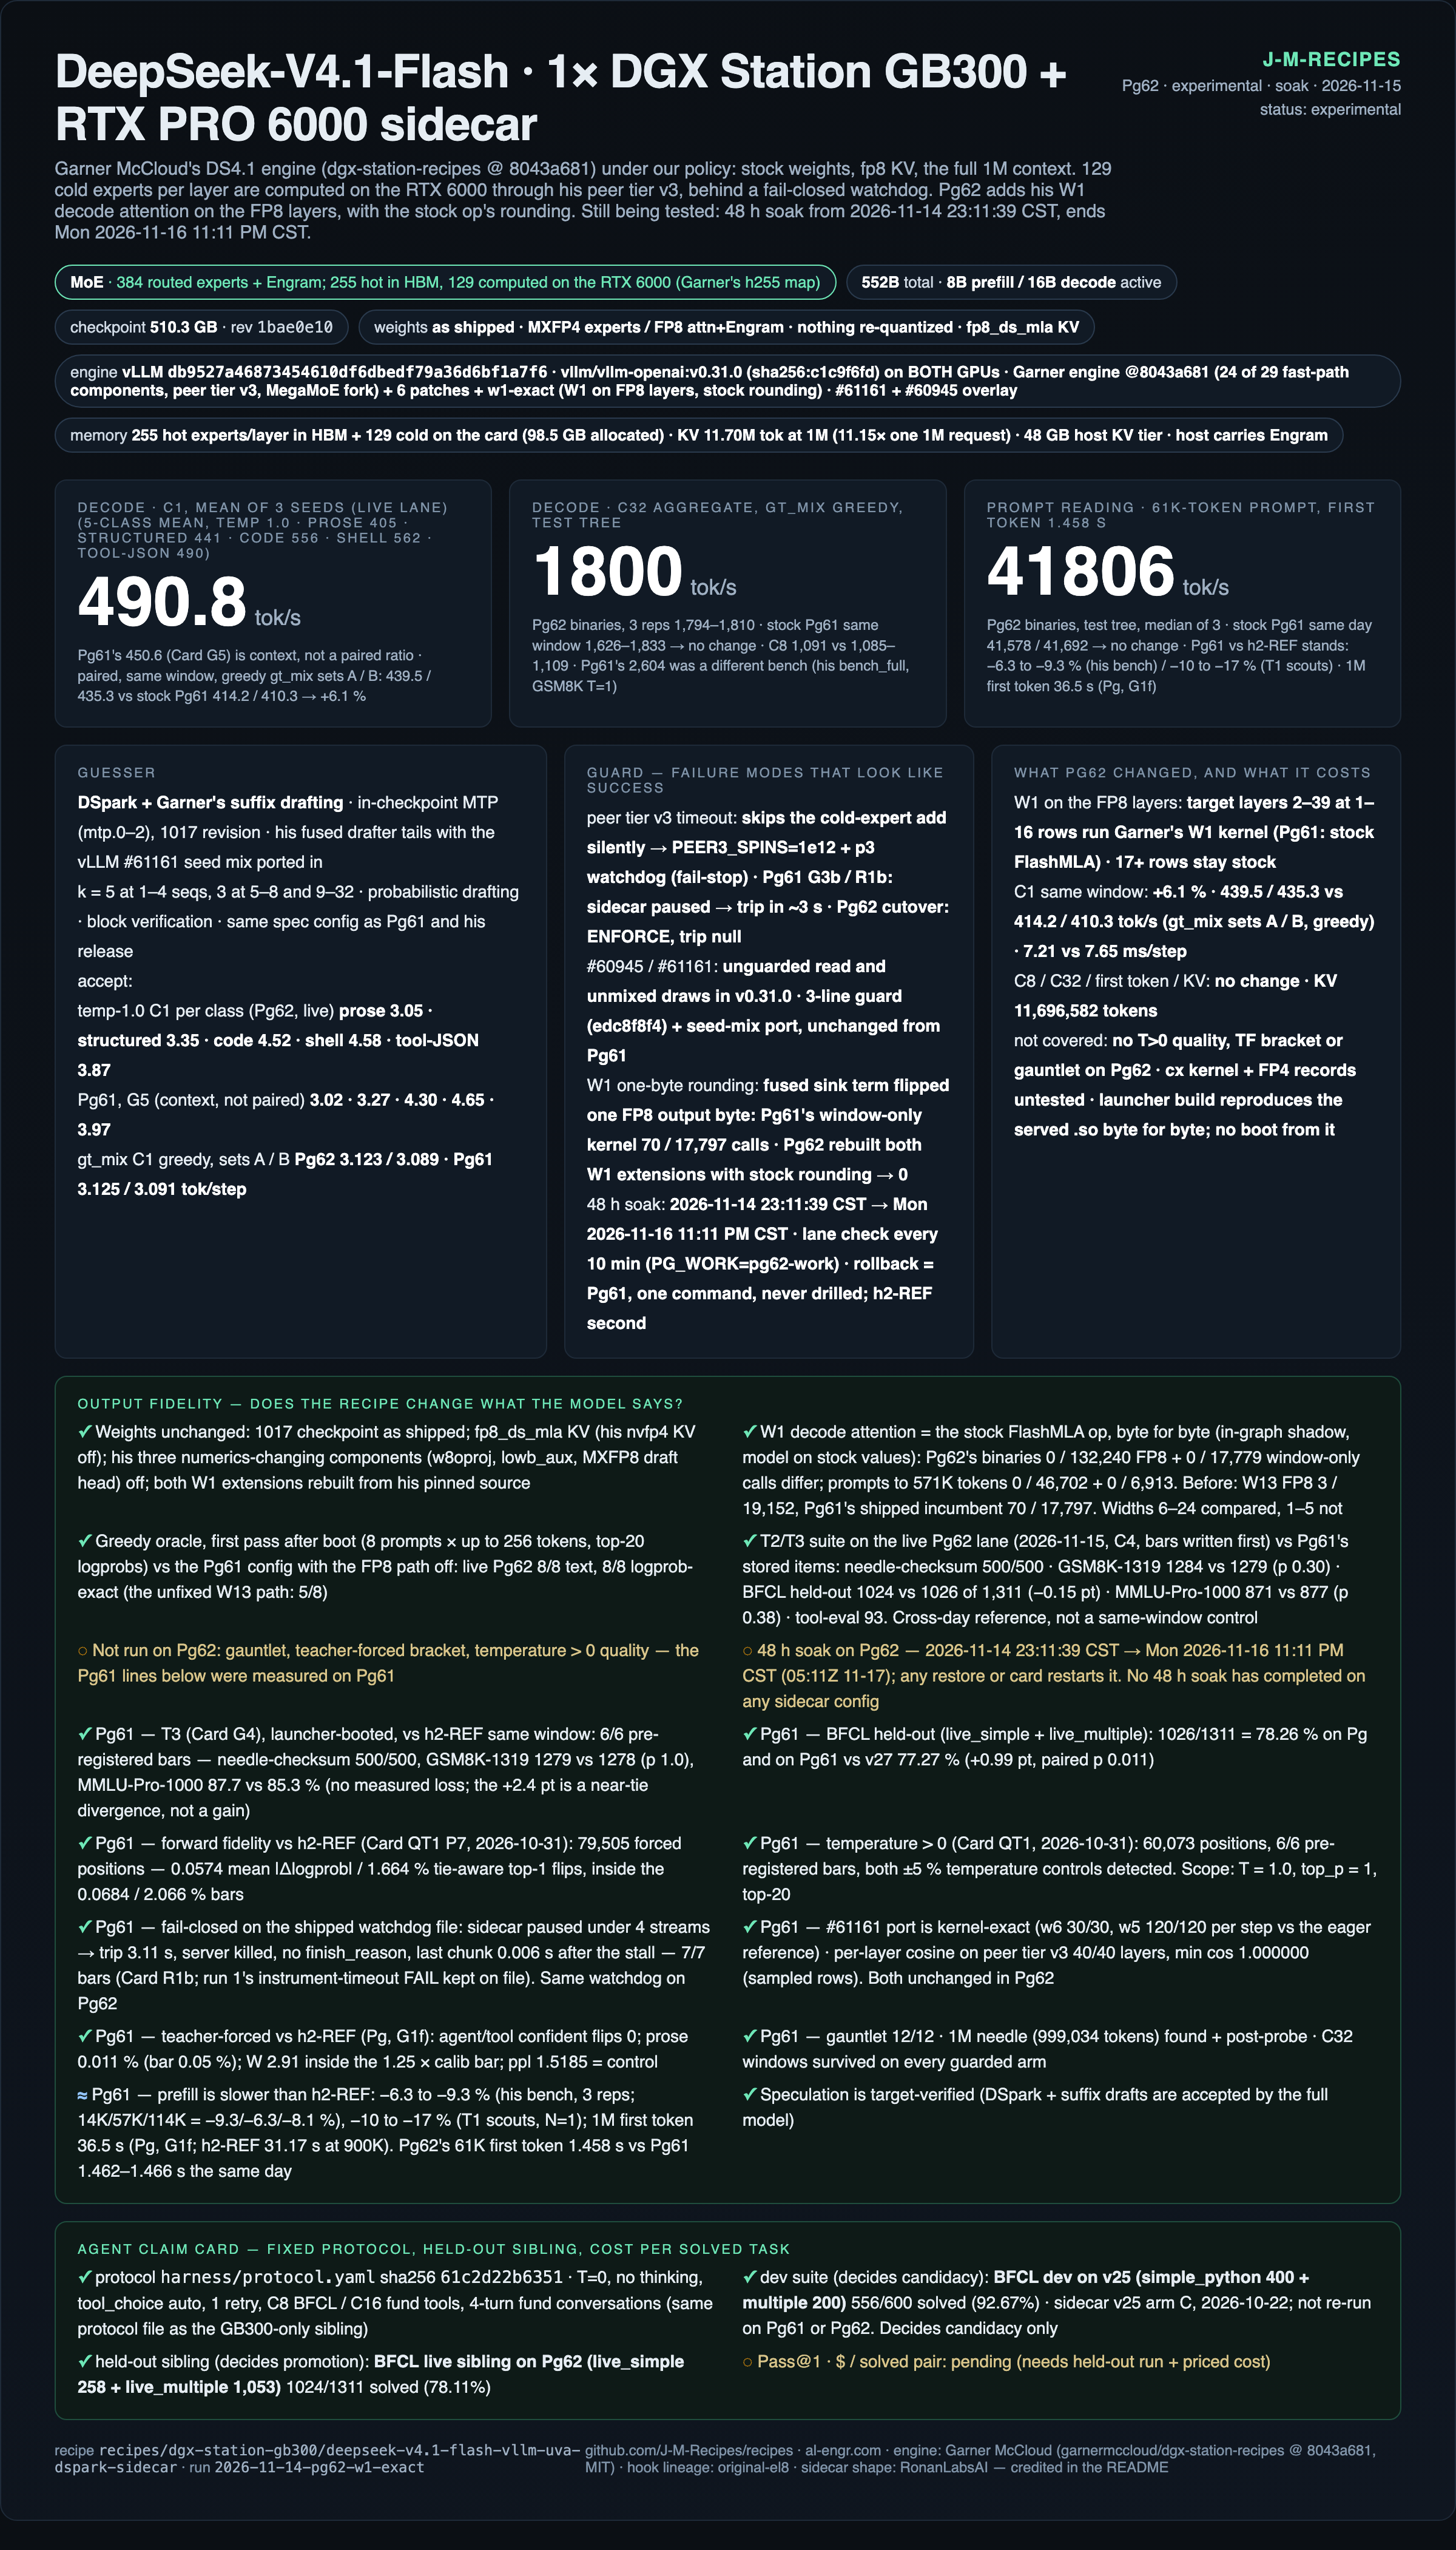 DeepSeek-V4.1-Flash · 1× DGX Station GB300 +
RTX PRO 6000 sidecar
J-M-RECIPES
Pg62 · experimental · soak · 2026-11-15
status: experimental
Garner McCloud's DS4.1 engine (dgx-station-recipes @ 8043a681) under our policy: stock weights, fp8 KV, the full 1M context. 129
cold experts per layer are computed on the RTX 6000 through his peer tier v3, behind a fail-closed watchdog. Pg62 adds his W1
decode attention on the FP8 layers, with the stock op's rounding. Still being tested: 48 h soak from 2026-11-14 23:11:39 CST, ends
Mon 2026-11-16 11:11 PM CST.
MoE · 384 routed experts + Engram; 255 hot in HBM, 129 computed on the RTX 6000 (Garner's h255 map)
552B total · 8B prefill / 16B decode active
checkpoint 510.3 GB · rev 1bae0e10
weights as shipped · MXFP4 experts / FP8 attn+Engram · nothing re-quantized · fp8_ds_mla KV
engine vLLM db9527a46873454610df6dbedf79a36d6bf1a7f6 · vllm/vllm-openai:v0.31.0 (sha256:c1c9f6fd) on BOTH GPUs · Garner engine @8043a681 (24 of 29 fast-path
components, peer tier v3, MegaMoE fork) + 6 patches + w1-exact (W1 on FP8 layers, stock rounding) · #61161 + #60945 overlay
memory 255 hot experts/layer in HBM + 129 cold on the card (98.5 GB allocated) · KV 11.70M tok at 1M (11.15× one 1M request) · 48 GB host KV tier · host carries Engram
DECODE · C1, MEAN OF 3 SEEDS (LIVE LANE)
(5-CLASS MEAN, TEMP 1.0 · PROSE 405 ·
STRUCTURED 441 · CODE 556 · SHELL 562 ·
TOOL-JSON 490)
490.8 tok/s
Pg61's 450.6 (Card G5) is context, not a paired ratio ·
paired, same window, greedy gt_mix sets A / B: 439.5 /
435.3 vs stock Pg61 414.2 / 410.3 → +6.1 %
DECODE · C32 AGGREGATE, GT_MIX GREEDY,
TEST TREE
1800 tok/s
Pg62 binaries, 3 reps 1,794–1,810 · stock Pg61 same
window 1,626–1,833 → no change · C8 1,091 vs 1,085–
1,109 · Pg61's 2,604 was a different bench (his bench_full,
GSM8K T=1)
PROMPT READING · 61K-TOKEN PROMPT, FIRST
TOKEN 1.458 S
41806 tok/s
Pg62 binaries, test tree, median of 3 · stock Pg61 same day
41,578 / 41,692 → no change · Pg61 vs h2-REF stands:
−6.3 to −9.3 % (his bench) / −10 to −17 % (T1 scouts) · 1M
first token 36.5 s (Pg, G1f)
GUESSER
DSpark + Garner's suffix drafting · in-checkpoint MTP
(mtp.0–2), 1017 revision · his fused drafter tails with the
vLLM #61161 seed mix ported in
k = 5 at 1–4 seqs, 3 at 5–8 and 9–32 · probabilistic drafting
· block verification · same spec config as Pg61 and his
release
accept:
temp-1.0 C1 per class (Pg62, live) prose 3.05 ·
structured 3.35 · code 4.52 · shell 4.58 · tool-JSON
3.87
Pg61, G5 (context, not paired) 3.02 · 3.27 · 4.30 · 4.65 ·
3.97
gt_mix C1 greedy, sets A / B Pg62 3.123 / 3.089 · Pg61
3.125 / 3.091 tok/step
GUARD — FAILURE MODES THAT LOOK LIKE
SUCCESS
peer tier v3 timeout: skips the cold-expert add
silently → PEER3_SPINS=1e12 + p3
watchdog (fail-stop) · Pg61 G3b / R1b:
sidecar paused → trip in ~3 s · Pg62 cutover:
ENFORCE, trip null
#60945 / #61161: unguarded read and
unmixed draws in v0.31.0 · 3-line guard
(edc8f8f4) + seed-mix port, unchanged from
Pg61
W1 one-byte rounding: fused sink term flipped
one FP8 output byte: Pg61's window-only
kernel 70 / 17,797 calls · Pg62 rebuilt both
W1 extensions with stock rounding → 0
48 h soak: 2026-11-14 23:11:39 CST → Mon
2026-11-16 11:11 PM CST · lane check every
10 min (PG_WORK=pg62-work) · rollback =
Pg61, one command, never drilled; h2-REF
second
WHAT PG62 CHANGED, AND WHAT IT COSTS
W1 on the FP8 layers: target layers 2–39 at 1–
16 rows run Garner's W1 kernel (Pg61: stock
FlashMLA) · 17+ rows stay stock
C1 same window: +6.1 % · 439.5 / 435.3 vs
414.2 / 410.3 tok/s (gt_mix sets A / B, greedy)
· 7.21 vs 7.65 ms/step
C8 / C32 / first token / KV: no change · KV
11,696,582 tokens
not covered: no T>0 quality, TF bracket or
gauntlet on Pg62 · cx kernel + FP4 records
untested · launcher build reproduces the
served .so byte for byte; no boot from it
OUTPUT FIDELITY — DOES THE RECIPE CHANGE WHAT THE MODEL SAYS?
✓ Weights unchanged: 1017 checkpoint as shipped; fp8_ds_mla KV (his nvfp4 KV
off); his three numerics-changing components (w8oproj, lowb_aux, MXFP8 draft
head) off; both W1 extensions rebuilt from his pinned source
✓ W1 decode attention = the stock FlashMLA op, byte for byte (in-graph shadow,
model on stock values): Pg62's binaries 0 / 132,240 FP8 + 0 / 17,779 window-only
calls differ; prompts to 571K tokens 0 / 46,702 + 0 / 6,913. Before: W13 FP8 3 /
19,152, Pg61's shipped incumbent 70 / 17,797. Widths 6–24 compared, 1–5 not
✓ Greedy oracle, first pass after boot (8 prompts × up to 256 tokens, top-20
logprobs) vs the Pg61 config with the FP8 path off: live Pg62 8/8 text, 8/8 logprob-
exact (the unfixed W13 path: 5/8)
✓ T2/T3 suite on the live Pg62 lane (2026-11-15, C4, bars written first) vs Pg61's
stored items: needle-checksum 500/500 · GSM8K-1319 1284 vs 1279 (p 0.30) ·
BFCL held-out 1024 vs 1026 of 1,311 (−0.15 pt) · MMLU-Pro-1000 871 vs 877 (p
0.38) · tool-eval 93. Cross-day reference, not a same-window control
○ Not run on Pg62: gauntlet, teacher-forced bracket, temperature > 0 quality — the
Pg61 lines below were measured on Pg61
○ 48 h soak on Pg62 — 2026-11-14 23:11:39 CST → Mon 2026-11-16 11:11 PM
CST (05:11Z 11-17); any restore or card restarts it. No 48 h soak has completed on
any sidecar config
✓ Pg61 — T3 (Card G4), launcher-booted, vs h2-REF same window: 6/6 pre-
registered bars — needle-checksum 500/500, GSM8K-1319 1279 vs 1278 (p 1.0),
MMLU-Pro-1000 87.7 vs 85.3 % (no measured loss; the +2.4 pt is a near-tie
divergence, not a gain)
✓ Pg61 — BFCL held-out (live_simple + live_multiple): 1026/1311 = 78.26 % on Pg
and on Pg61 vs v27 77.27 % (+0.99 pt, paired p 0.011)
✓ Pg61 — forward fidelity vs h2-REF (Card QT1 P7, 2026-10-31): 79,505 forced
positions — 0.0574 mean |Δlogprob| / 1.664 % tie-aware top-1 flips, inside the
0.0684 / 2.066 % bars
✓ Pg61 — temperature > 0 (Card QT1, 2026-10-31): 60,073 positions, 6/6 pre-
registered bars, both ±5 % temperature controls detected. Scope: T = 1.0, top_p = 1,
top-20
✓ Pg61 — fail-closed on the shipped watchdog file: sidecar paused under 4 streams
→ trip 3.11 s, server killed, no finish_reason, last chunk 0.006 s after the stall — 7/7
bars (Card R1b; run 1's instrument-timeout FAIL kept on file). Same watchdog on
Pg62
✓ Pg61 — #61161 port is kernel-exact (w6 30/30, w5 120/120 per step vs the eager
reference) · per-layer cosine on peer tier v3 40/40 layers, min cos 1.000000
(sampled rows). Both unchanged in Pg62
✓ Pg61 — teacher-forced vs h2-REF (Pg, G1f): agent/tool confident flips 0; prose
0.011 % (bar 0.05 %); W 2.91 inside the 1.25 × calib bar; ppl 1.5185 = control
✓ Pg61 — gauntlet 12/12 · 1M needle (999,034 tokens) found + post-probe · C32
windows survived on every guarded arm
≈ Pg61 — prefill is slower than h2-REF: −6.3 to −9.3 % (his bench, 3 reps;
14K/57K/114K = −9.3/−6.3/−8.1 %), −10 to −17 % (T1 scouts, N=1); 1M first token
36.5 s (Pg, G1f; h2-REF 31.17 s at 900K). Pg62's 61K first token 1.458 s vs Pg61
1.462–1.466 s the same day
✓ Speculation is target-verified (DSpark + suffix drafts are accepted by the full
model)
AGENT CLAIM CARD — FIXED PROTOCOL, HELD-OUT SIBLING, COST PER SOLVED TASK
✓ protocol harness/protocol.yaml sha256 61c2d22b6351 · T=0, no thinking,
tool_choice auto, 1 retry, C8 BFCL / C16 fund tools, 4-turn fund conversations (same
protocol file as the GB300-only sibling)
✓ dev suite (decides candidacy): BFCL dev on v25 (simple_python 400 +
multiple 200) 556/600 solved (92.67%) · sidecar v25 arm C, 2026-10-22; not re-run
on Pg61 or Pg62. Decides candidacy only
✓ held-out sibling (decides promotion): BFCL live sibling on Pg62 (live_simple
258 + live_multiple 1,053) 1024/1311 solved (78.11%)
○ Pass@1 · $ / solved pair: pending (needs held-out run + priced cost)
recipe recipes/dgx-station-gb300/deepseek-v4.1-flash-vllm-uva-
dspark-sidecar · run 2026-11-14-pg62-w1-exact
github.com/J-M-Recipes/recipes · al-engr.com · engine: Garner McCloud (garnermccloud/dgx-station-recipes @ 8043a681,
MIT) · hook lineage: original-el8 · sidecar shape: RonanLabsAI — credited in the README